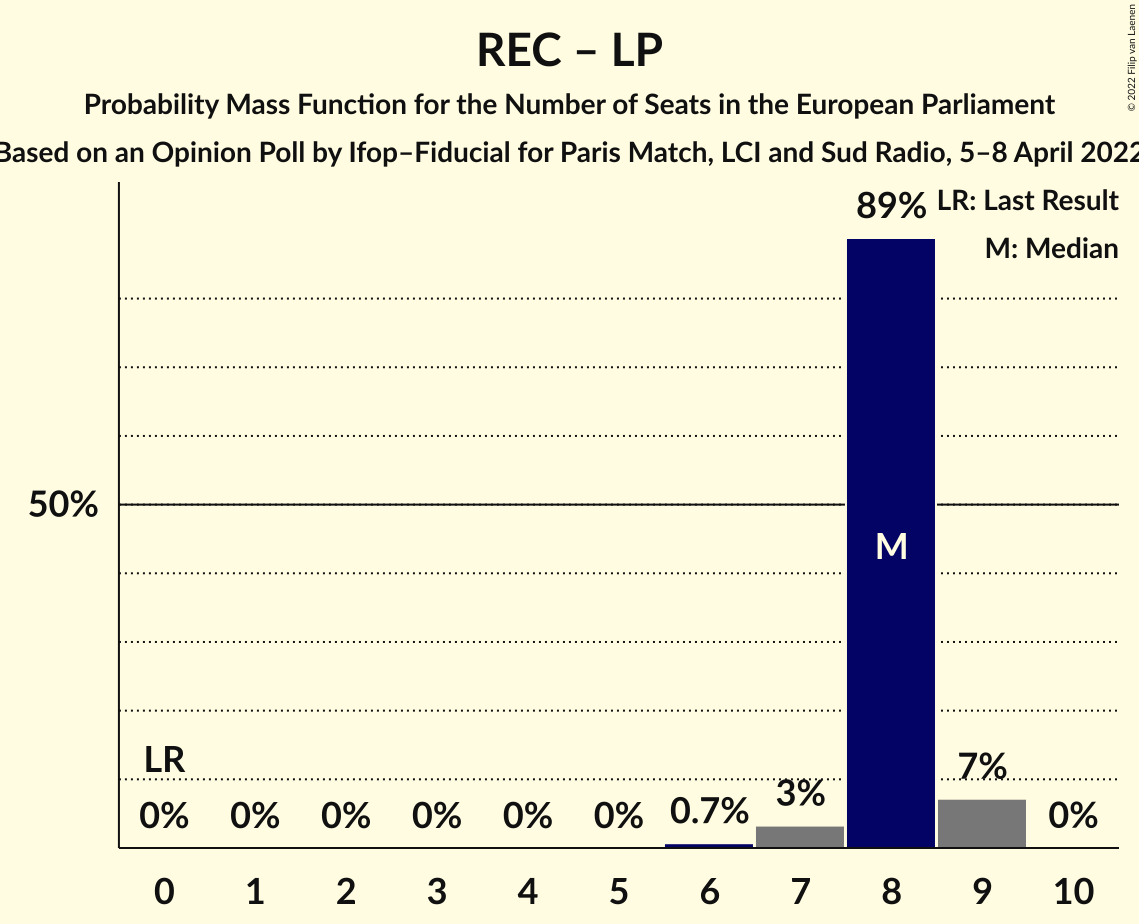 REC – LP
Probability Mass Function for the Number of Seats in the European Parliament
Based on an Opinion Poll by Ifop–Fiducial for Paris Match, LCI and Sud Radio, 5–8 April 2022
© 2022 Filip van Laenen
LR: Last Result
M: Median
89%
50%
M
LR
0% 0% 0% 0% 0% 0% 0.7% 3% 7% 0%
0 1 2 3 4 5 6 7 8 9 10